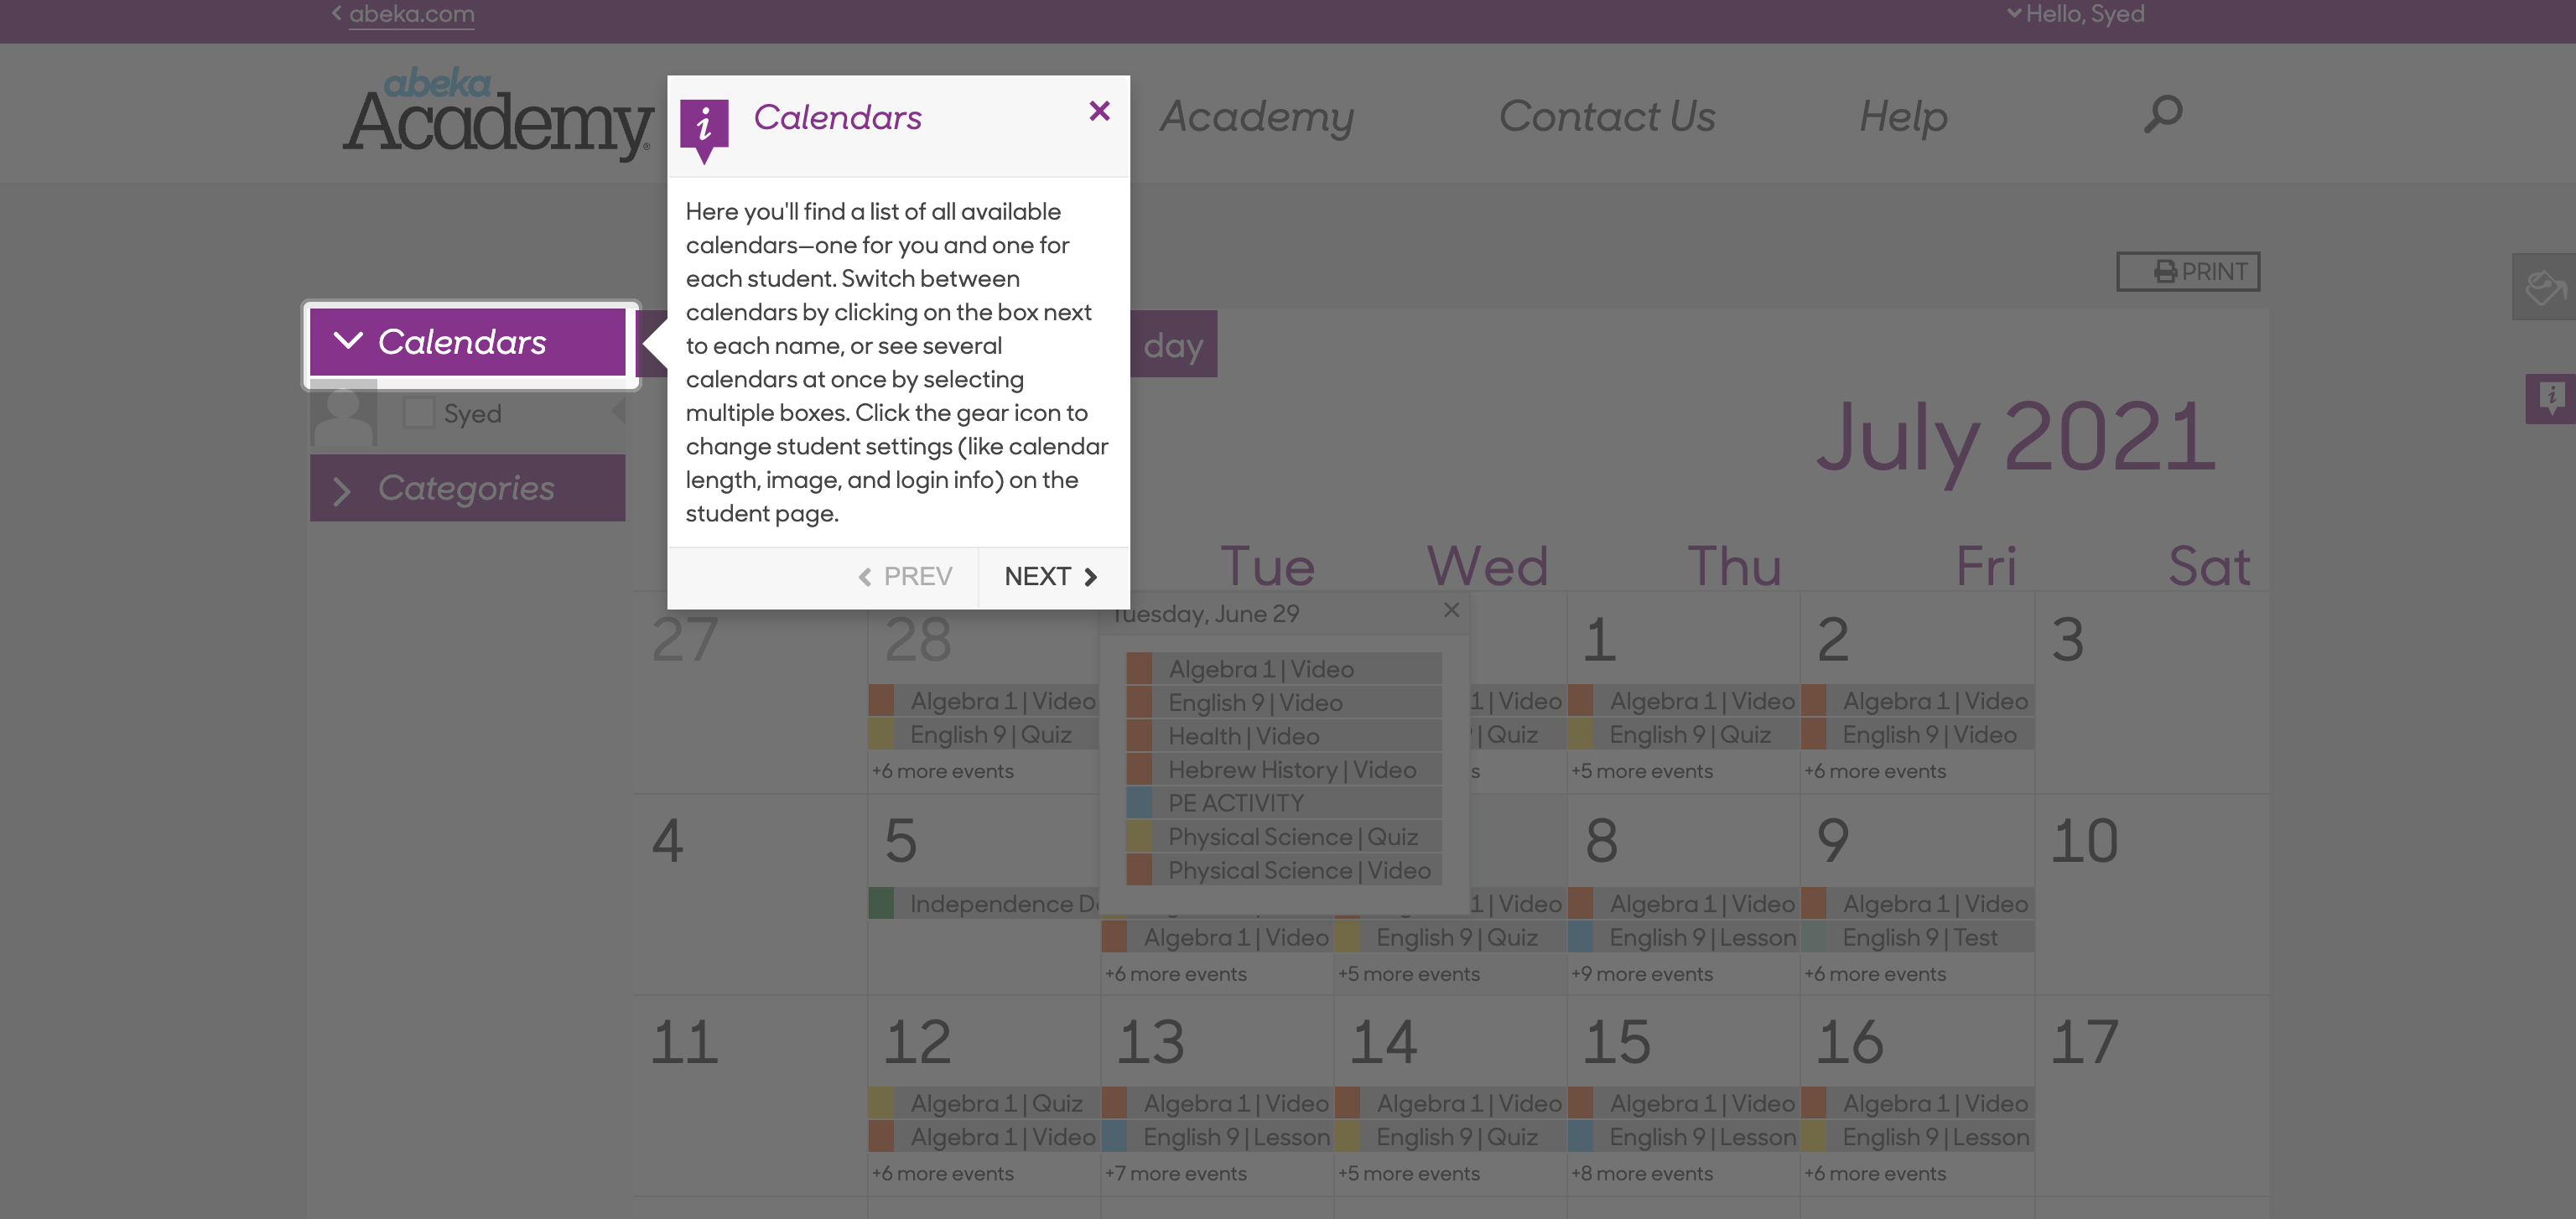 abeka.com
Hello, Syed
abeka
Academy®
Academy
Contact Us
Help
Calendars
Here you'll find a list of all available
calendars—one for you and one for
each student. Switch between
calendars by clicking on the box next
to each name, or see several
calendars at once by selecting
multiple boxes. Click the gear icon to
change student settings (like calendar
length, image, and login info) on the
student page.
PREV
NEXT
PRINT
Calendars
Syed
Categories
day
July 2021
Tue Wed Thu Fri Sat
27 28 1 2 3
Tuesday, June 29
Algebra 1 | Video
English 9 | Video
Health | Video
Hebrew History | Video
PE ACTIVITY
Physical Science | Quiz
Physical Science | Video
Algebra 1 | Video 1 | Video Algebra 1 | Video Algebra 1 | Video
English 9 | Quiz | Quiz English 9 | Quiz English 9 | Video
+6 more events s +5 more events +6 more events
4 5 8 9 10
Independence D 1 | Video Algebra 1 | Video Algebra 1 | Video
Algebra 1 | Video English 9 | Quiz English 9 | Lesson English 9 | Test
+6 more events +5 more events +9 more events +6 more events
11 12 13 14 15 16 17
Algebra 1 | Quiz Algebra 1 | Video Algebra 1 | Video Algebra 1 | Video Algebra 1 | Video
Algebra 1 | Video English 9 | Lesson English 9 | Quiz English 9 | Lesson English 9 | Lesson
+6 more events +7 more events +5 more events +8 more events +6 more events